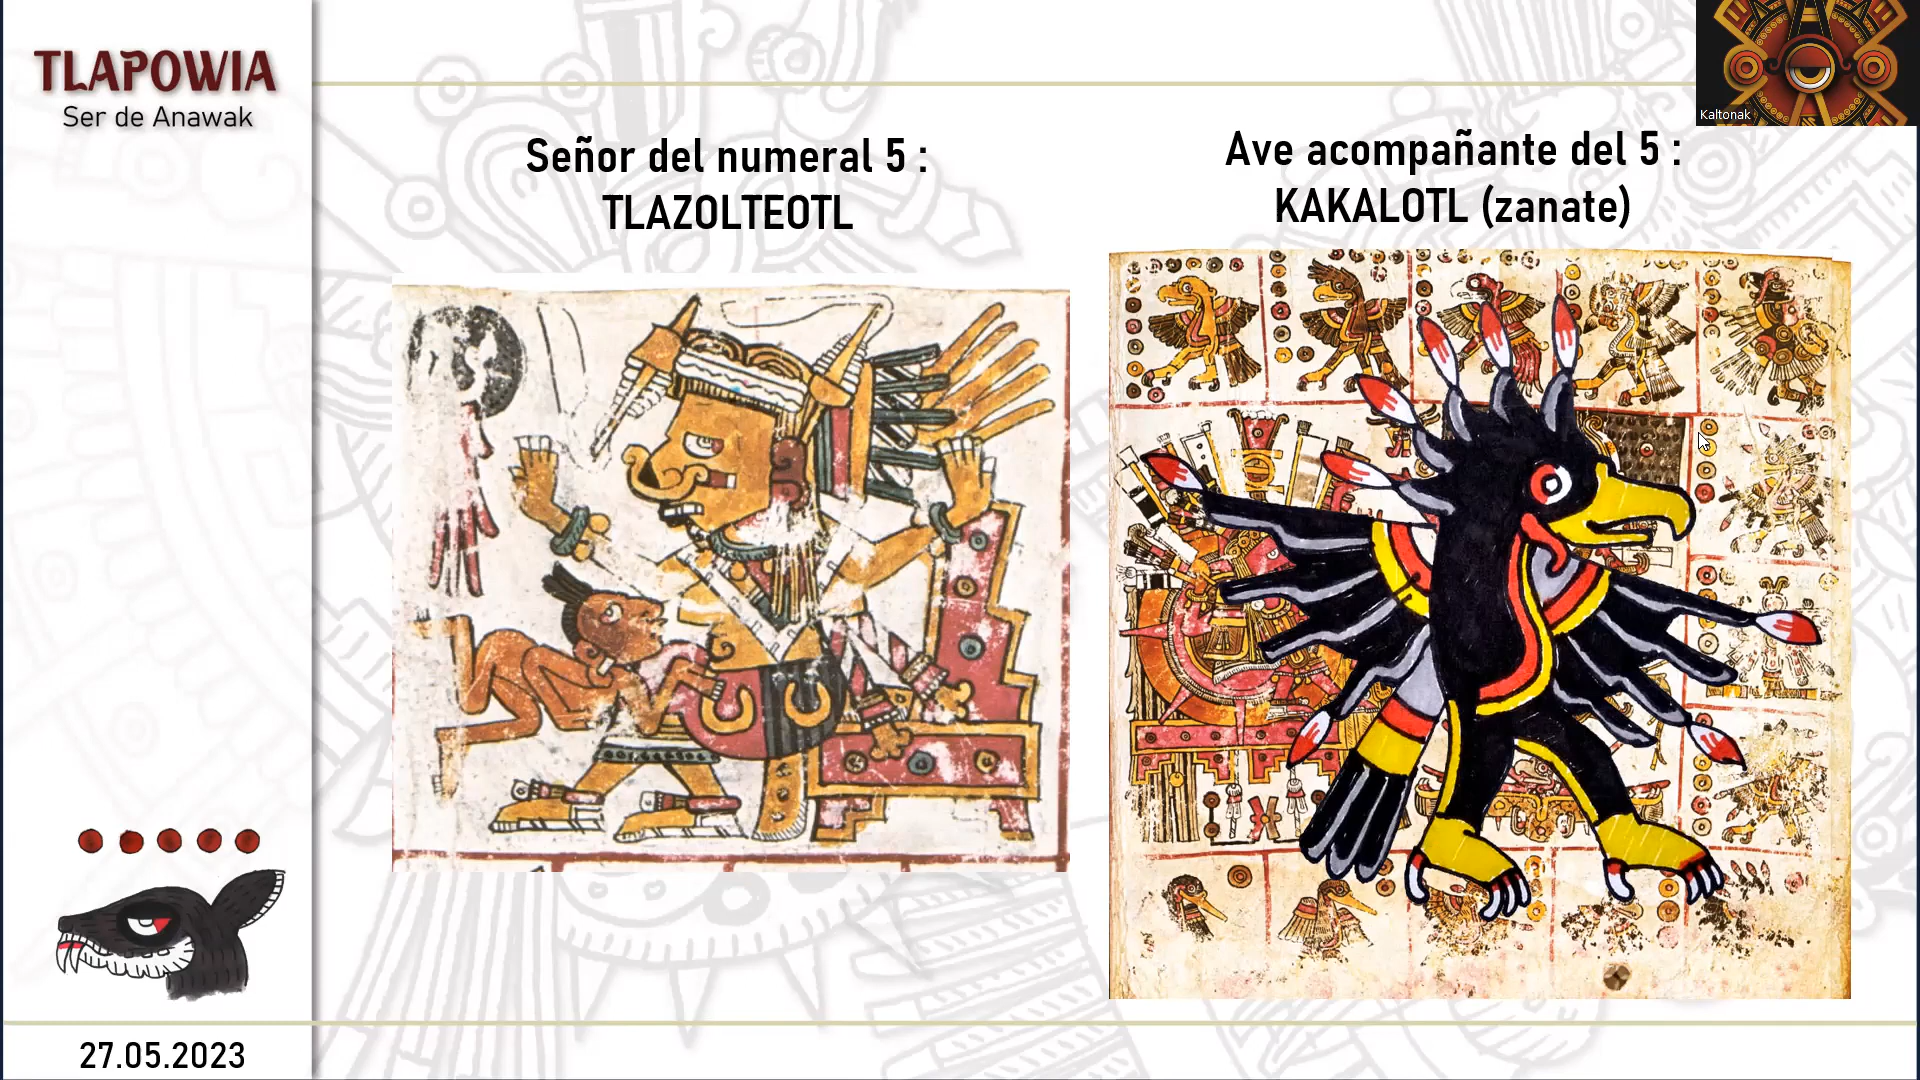 TLAPOWIA
Ser de Anawak
Señor del numeral 5 :
TLAZOLTEOTL
Ave acompañante del 5 :
KAKALOTL (zanate)
Kaltonak
27.05.2023